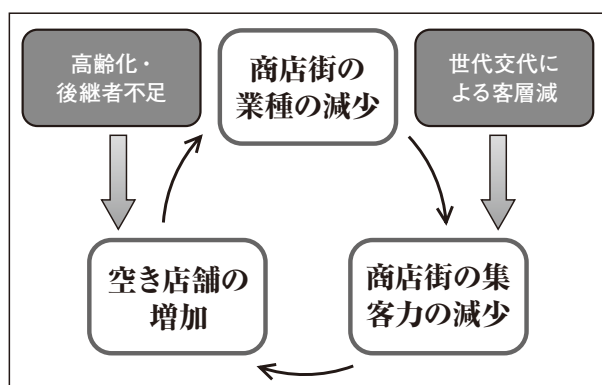 高齢化・
後継者不足
商店街の
業種の減少
世代交代に
よる客層減
空き店舗の
増加
商店街の集
客力の減少